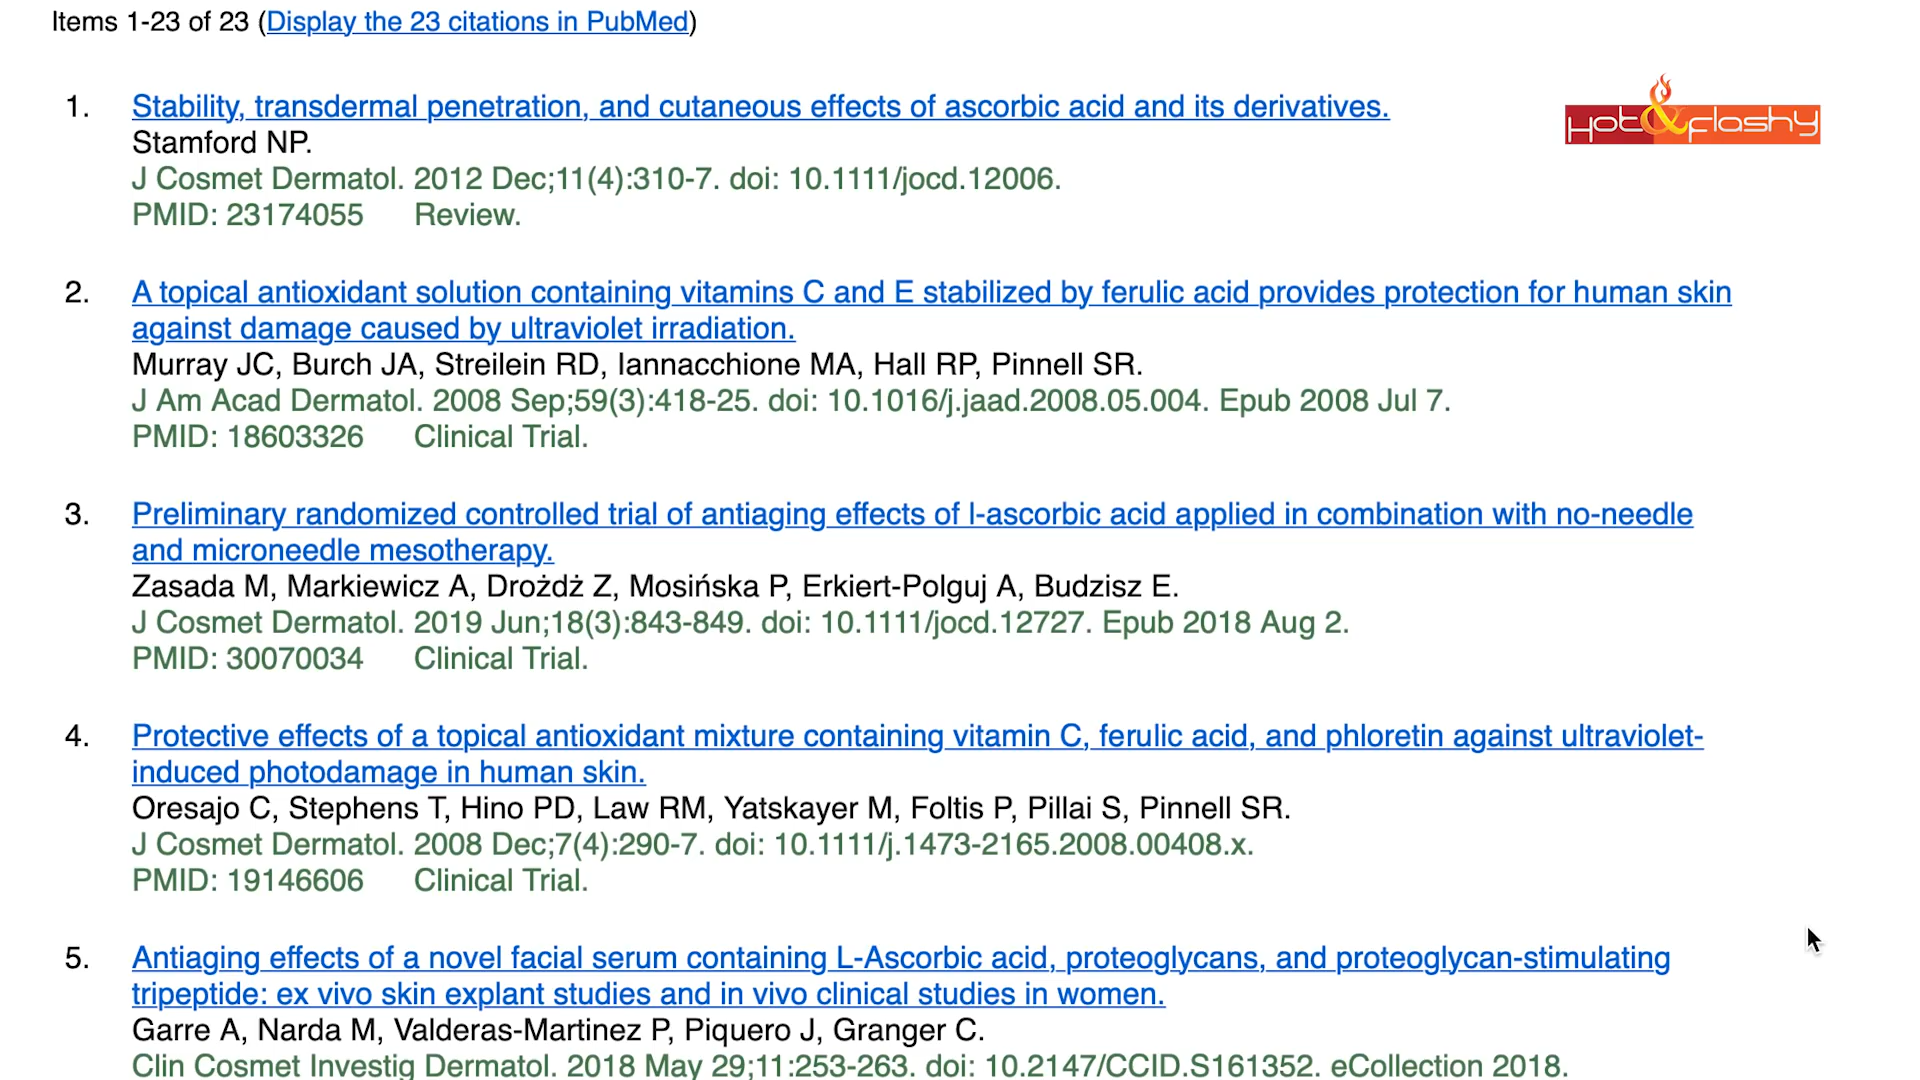 Items 1-23 of 23 (Display the 23 citations in PubMed)
1. Stability, transdermal penetration, and cutaneous effects of ascorbic acid and its derivatives.
Hot & flashy
Stamford NP.
J Cosmet Dermatol. 2012 Dec;11(4):310-7. doi: 10.1111/jocd.12006.
PMID: 23174055 Review.
2. A topical antioxidant solution containing vitamins C and E stabilized by ferulic acid provides protection for human skin
against damage caused by ultraviolet irradiation.
Murray JC, Burch JA, Streilein RD, Iannacchione MA, Hall RP, Pinnell SR.
J Am Acad Dermatol. 2008 Sep;59(3):418-25. doi: 10.1016/j.jaad.2008.05.004. Epub 2008 Jul 7.
PMID: 18603326 Clinical Trial.
3. Preliminary randomized controlled trial of antiaging effects of l-ascorbic acid applied in combination with no-needle
and microneedle mesotherapy.
Zasada M, Markiewicz A, Drożdż Z, Mosińska P, Erkiert-Polguj A, Budzisz E.
J Cosmet Dermatol. 2019 Jun;18(3):843-849. doi: 10.1111/jocd.12727. Epub 2018 Aug 2.
PMID: 30070034 Clinical Trial.
4. Protective effects of a topical antioxidant mixture containing vitamin C, ferulic acid, and phloretin against ultraviolet-
induced photodamage in human skin.
Oresajo C, Stephens T, Hino PD, Law RM, Yatskayer M, Foltis P, Pillai S, Pinnell SR.
J Cosmet Dermatol. 2008 Dec;7(4):290-7. doi: 10.1111/j.1473-2165.2008.00408.x.
PMID: 19146606 Clinical Trial.
5. Antiaging effects of a novel facial serum containing L-Ascorbic acid, proteoglycans, and proteoglycan-stimulating
tripeptide: ex vivo skin explant studies and in vivo clinical studies in women.
Garre A, Narda M, Valderas-Martinez P, Piquero J, Granger C.
Clin Cosmet Investig Dermatol. 2018 May 29;11:253-263. doi: 10.2147/CCID.S161352. eCollection 2018.